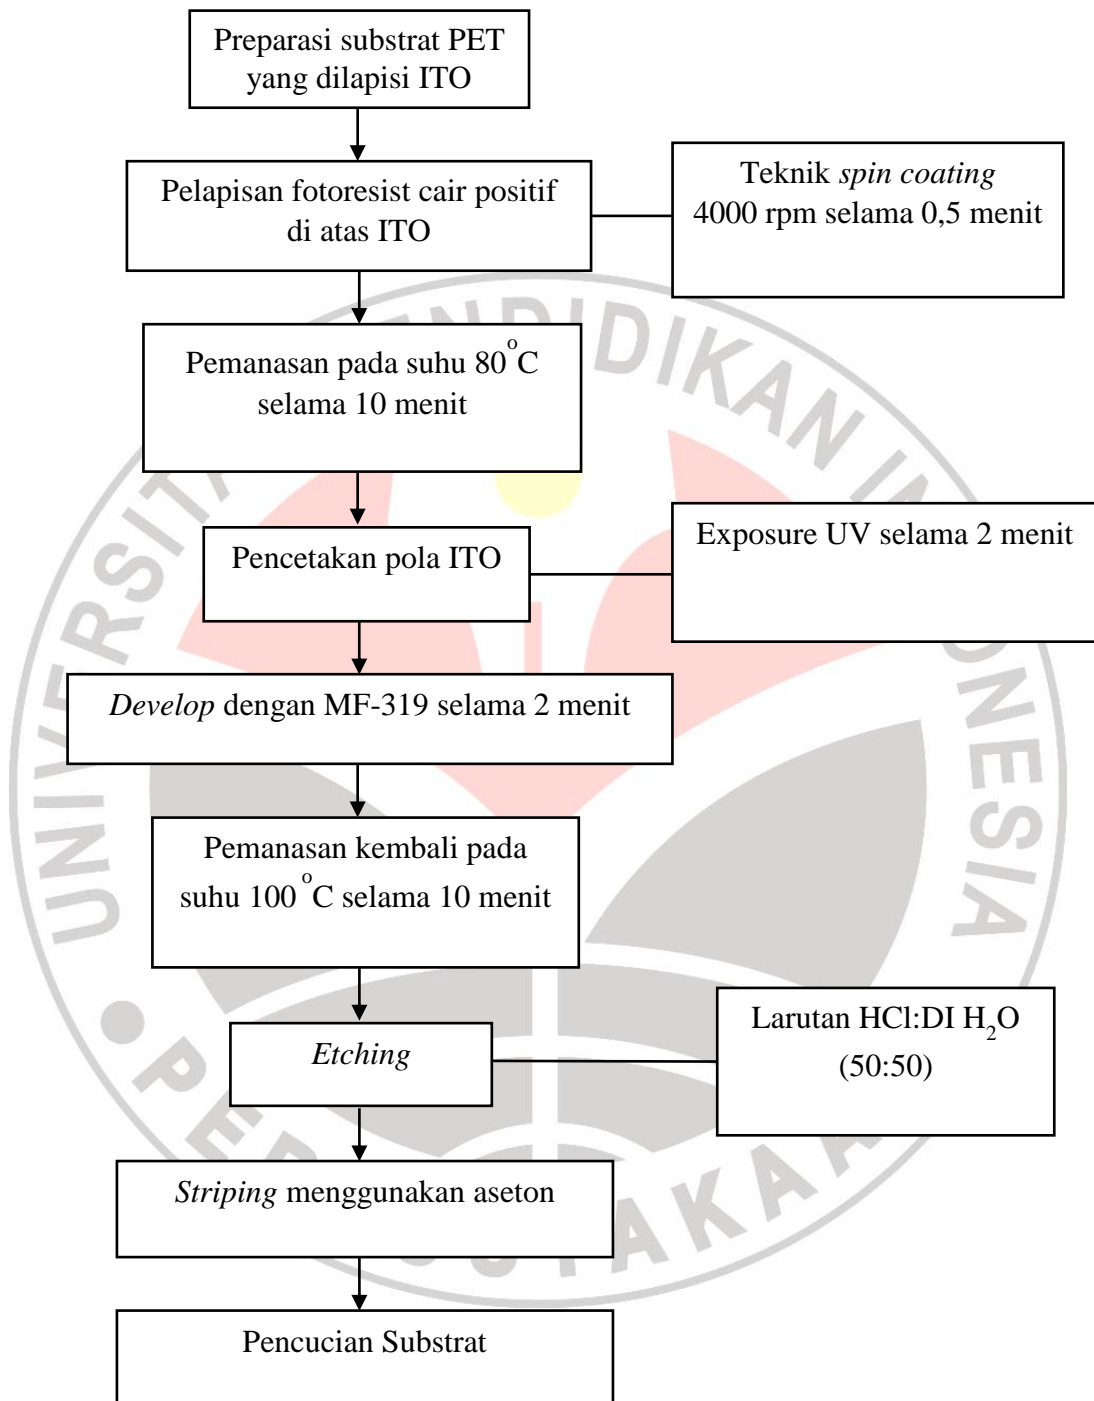 Preparasi substrat PET
yang dilapisi ITO
Pelapisan fotoresist cair positif
di atas ITO
Teknik spin coating
4000 rpm selama 0,5 menit
Pemanasan pada suhu 80°C
selama 10 menit
Pencetakan pola ITO
Exposure UV selama 2 menit
Develop dengan MF-319 selama 2 menit
Pemanasan kembali pada
suhu 100 °C selama 10 menit
Etching
Larutan HCl:DI H₂O
(50:50)
Striping menggunakan aseton
Pencucian Substrat